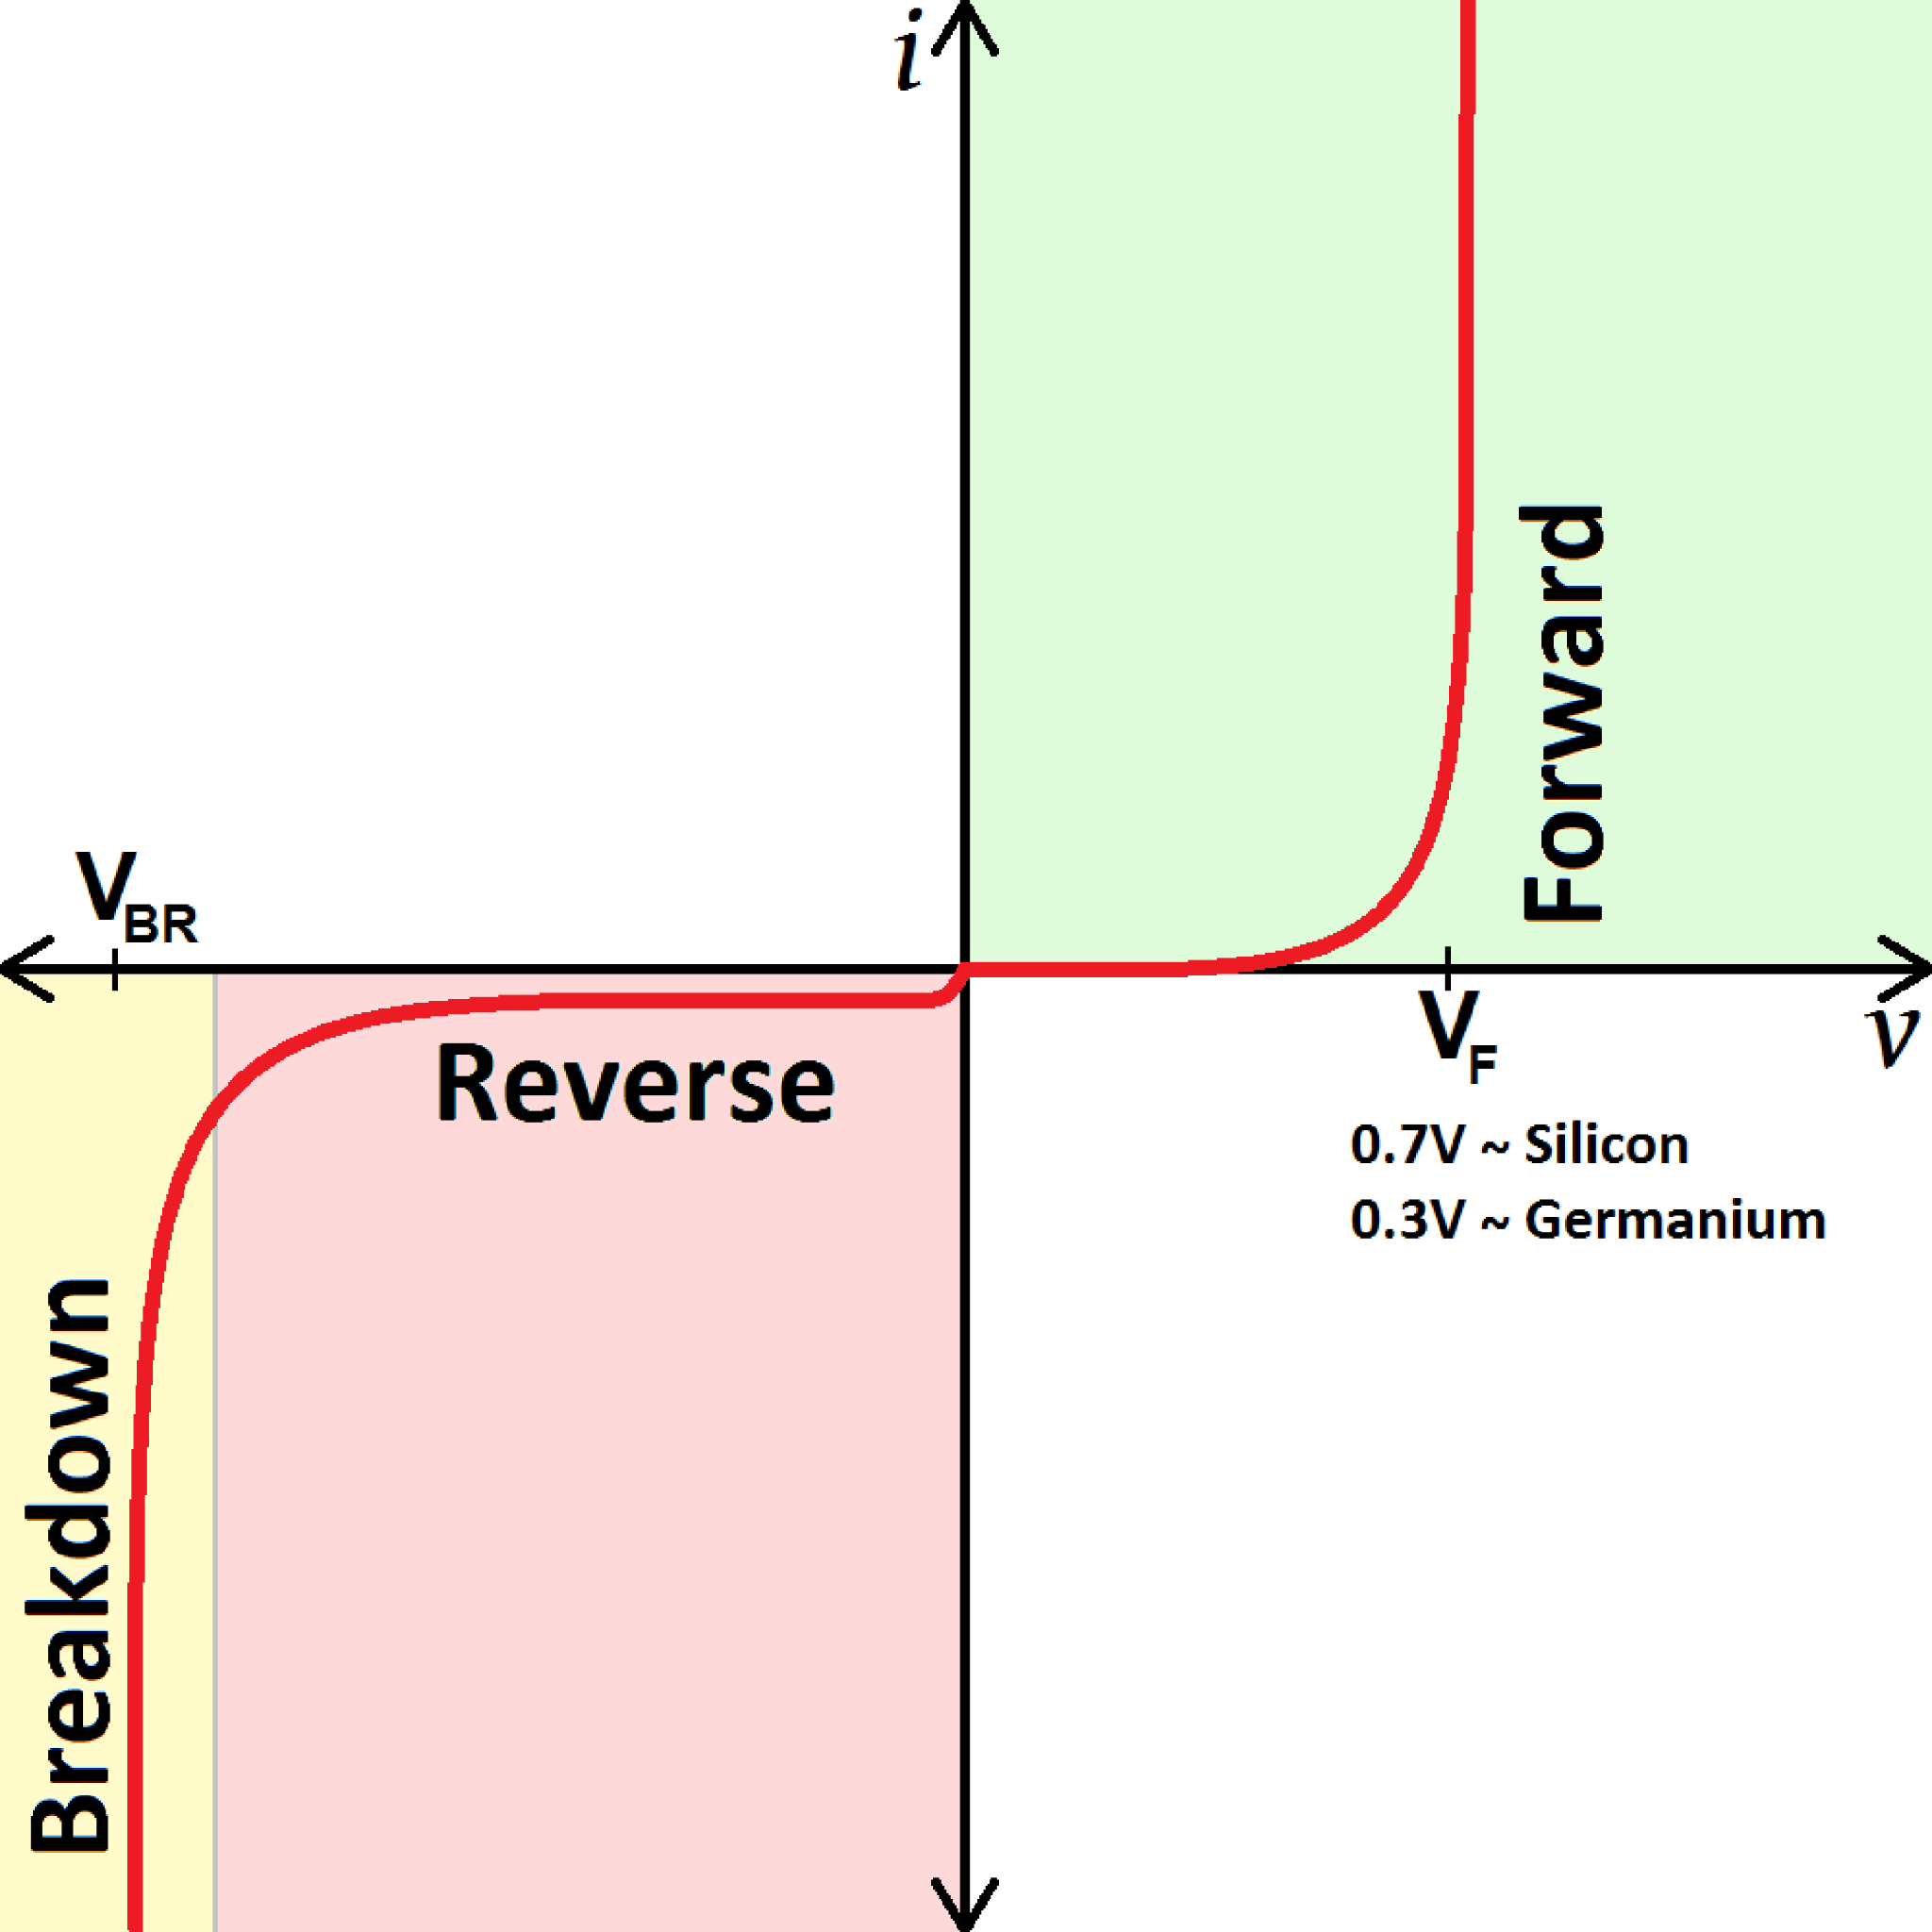 i
Forward
V_BR
V_F
v
Reverse
0.7V ~ Silicon
0.3V ~ Germanium
Breakdown